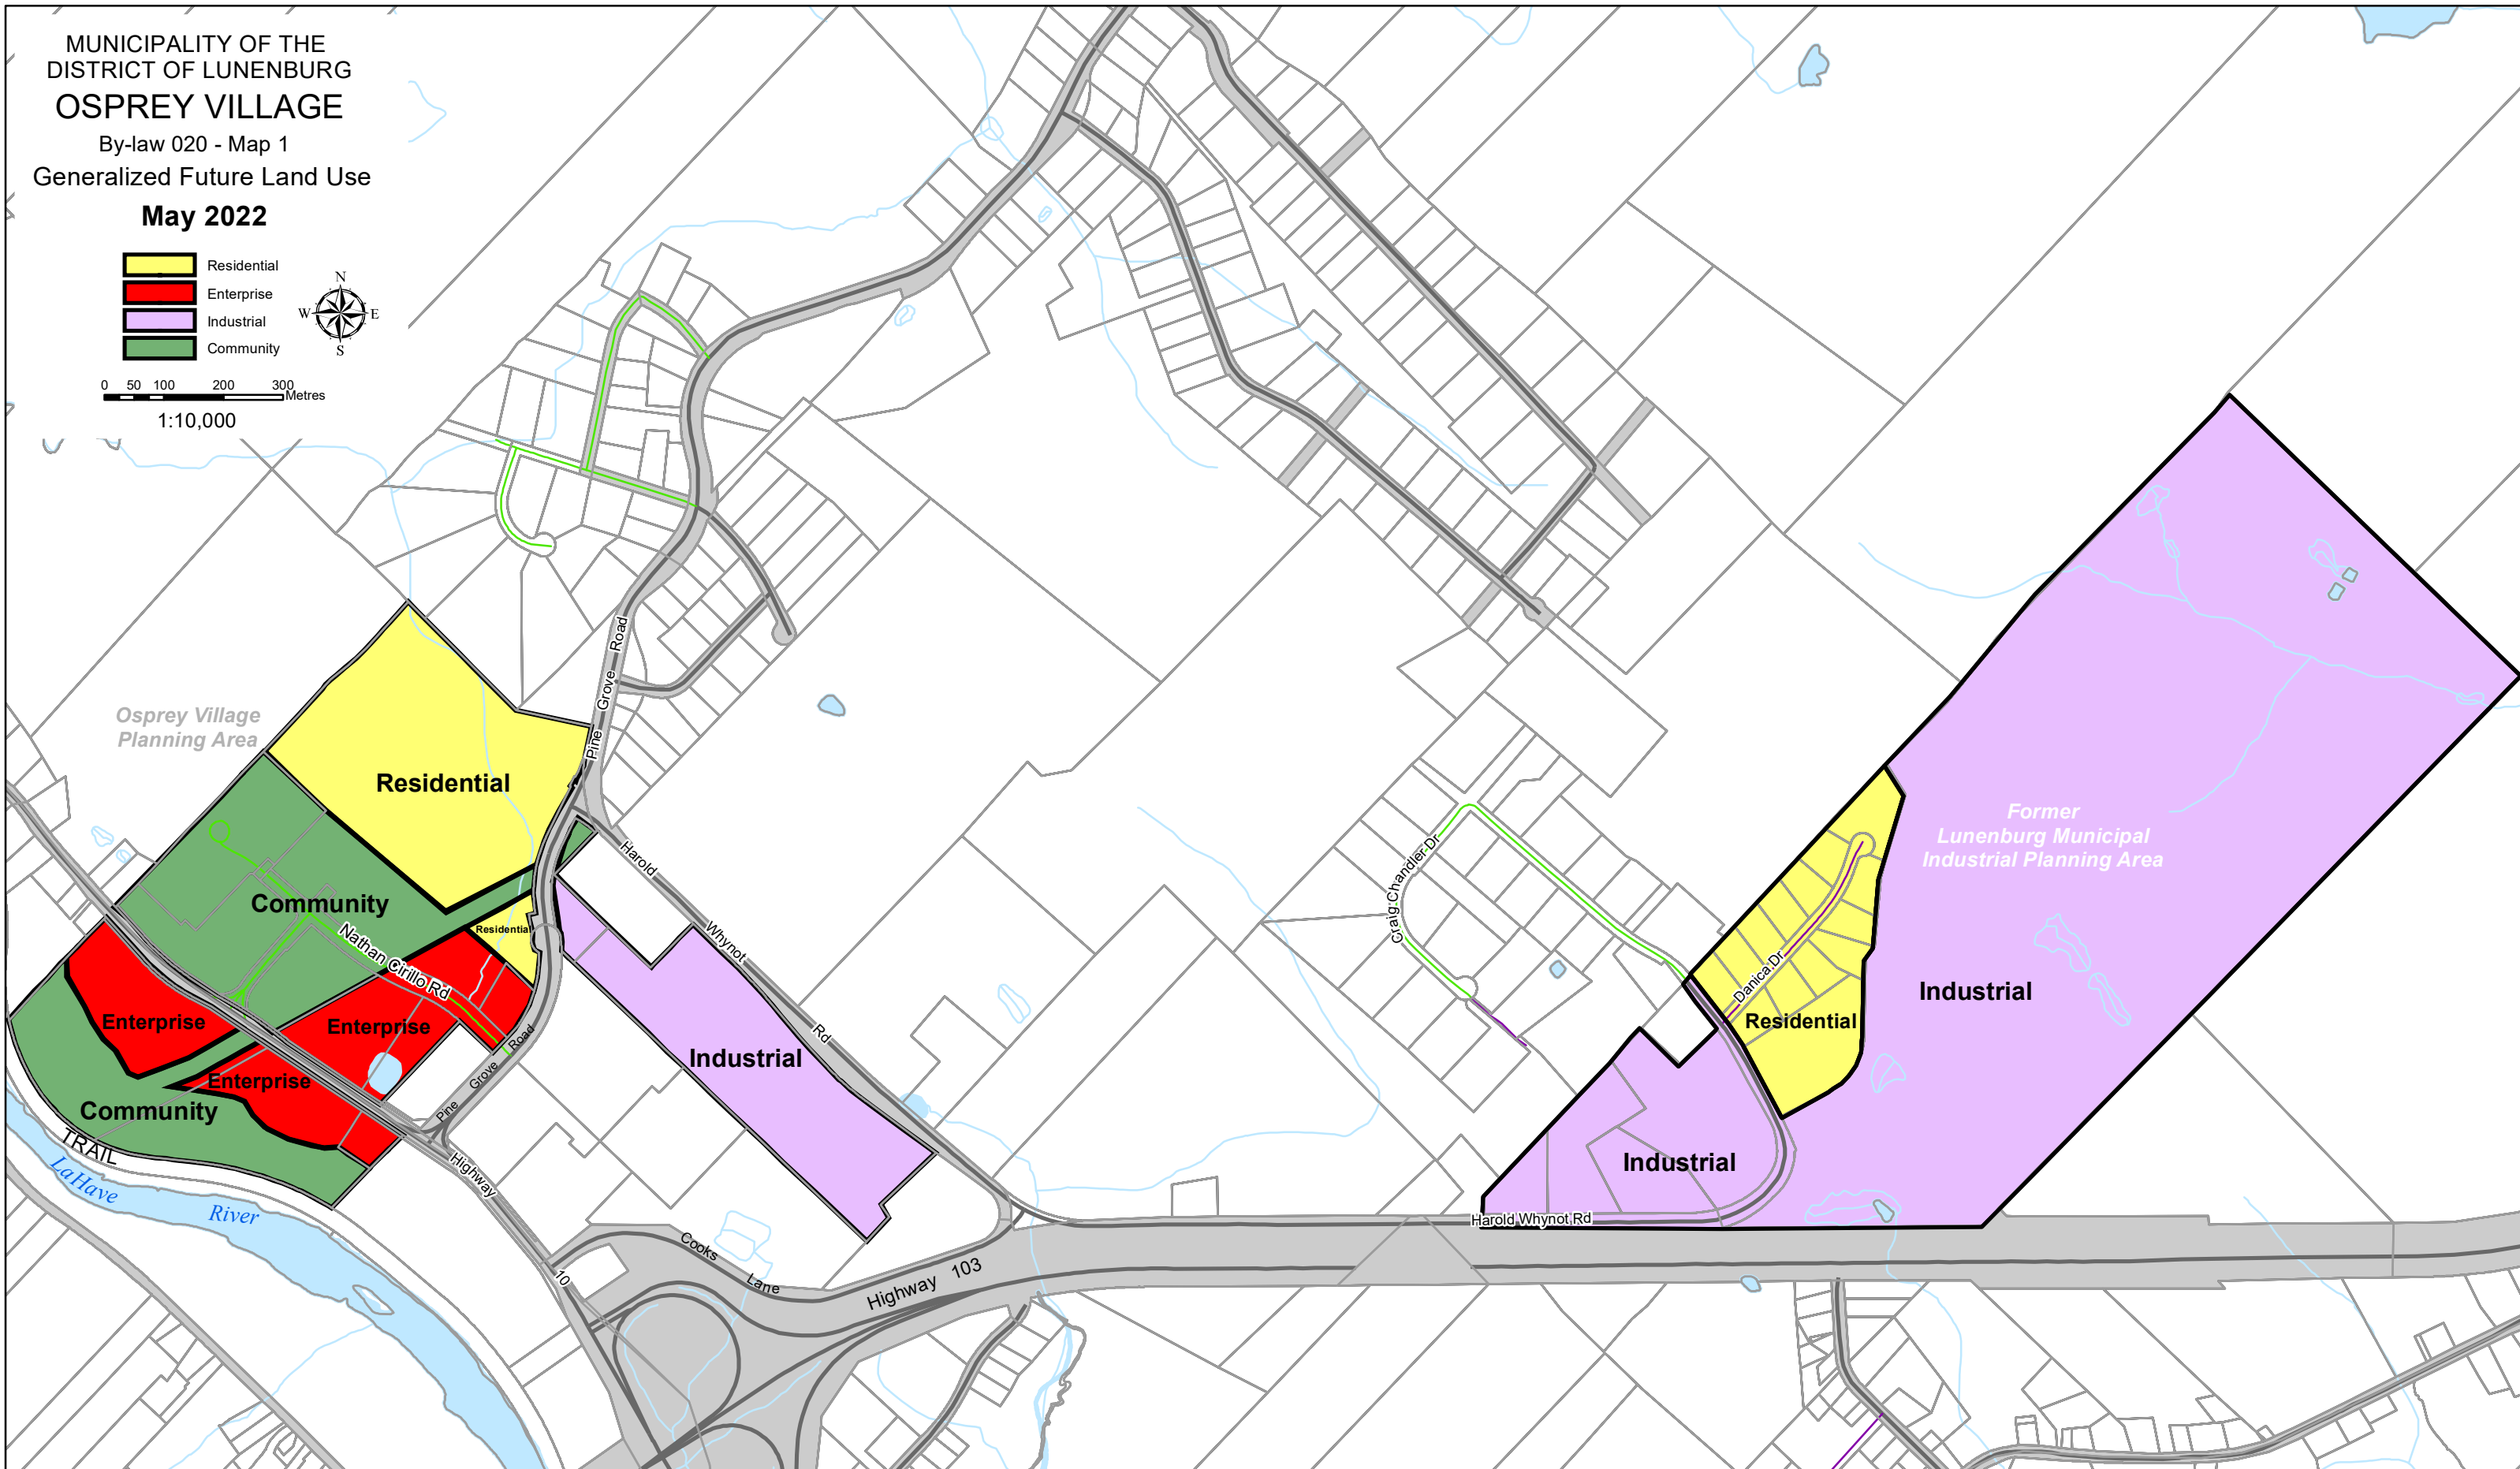 MUNICIPALITY OF THE
DISTRICT OF LUNENBURG
OSPREY VILLAGE
By-law 020 - Map 1
Generalized Future Land Use
May 2022
Residential
Enterprise
Industrial
Community
N
W E
S
0 50 100 200 300
Metres
1:10,000
Osprey Village
Planning Area
Residential
Pine Grove Road
Harold Whynot Rd
Community
Nathan Cirillo Rd
Residential
Enterprise
Enterprise
Enterprise
Community
Pine Grove Road
Industrial
TRAIL
LaHave River
Highway 10
Cooks Lane
Highway 103
Craig Chandler Dr
Danica Dr
Residential
Former
Lunenburg Municipal
Industrial Planning Area
Industrial
Industrial
Harold Whynot Rd